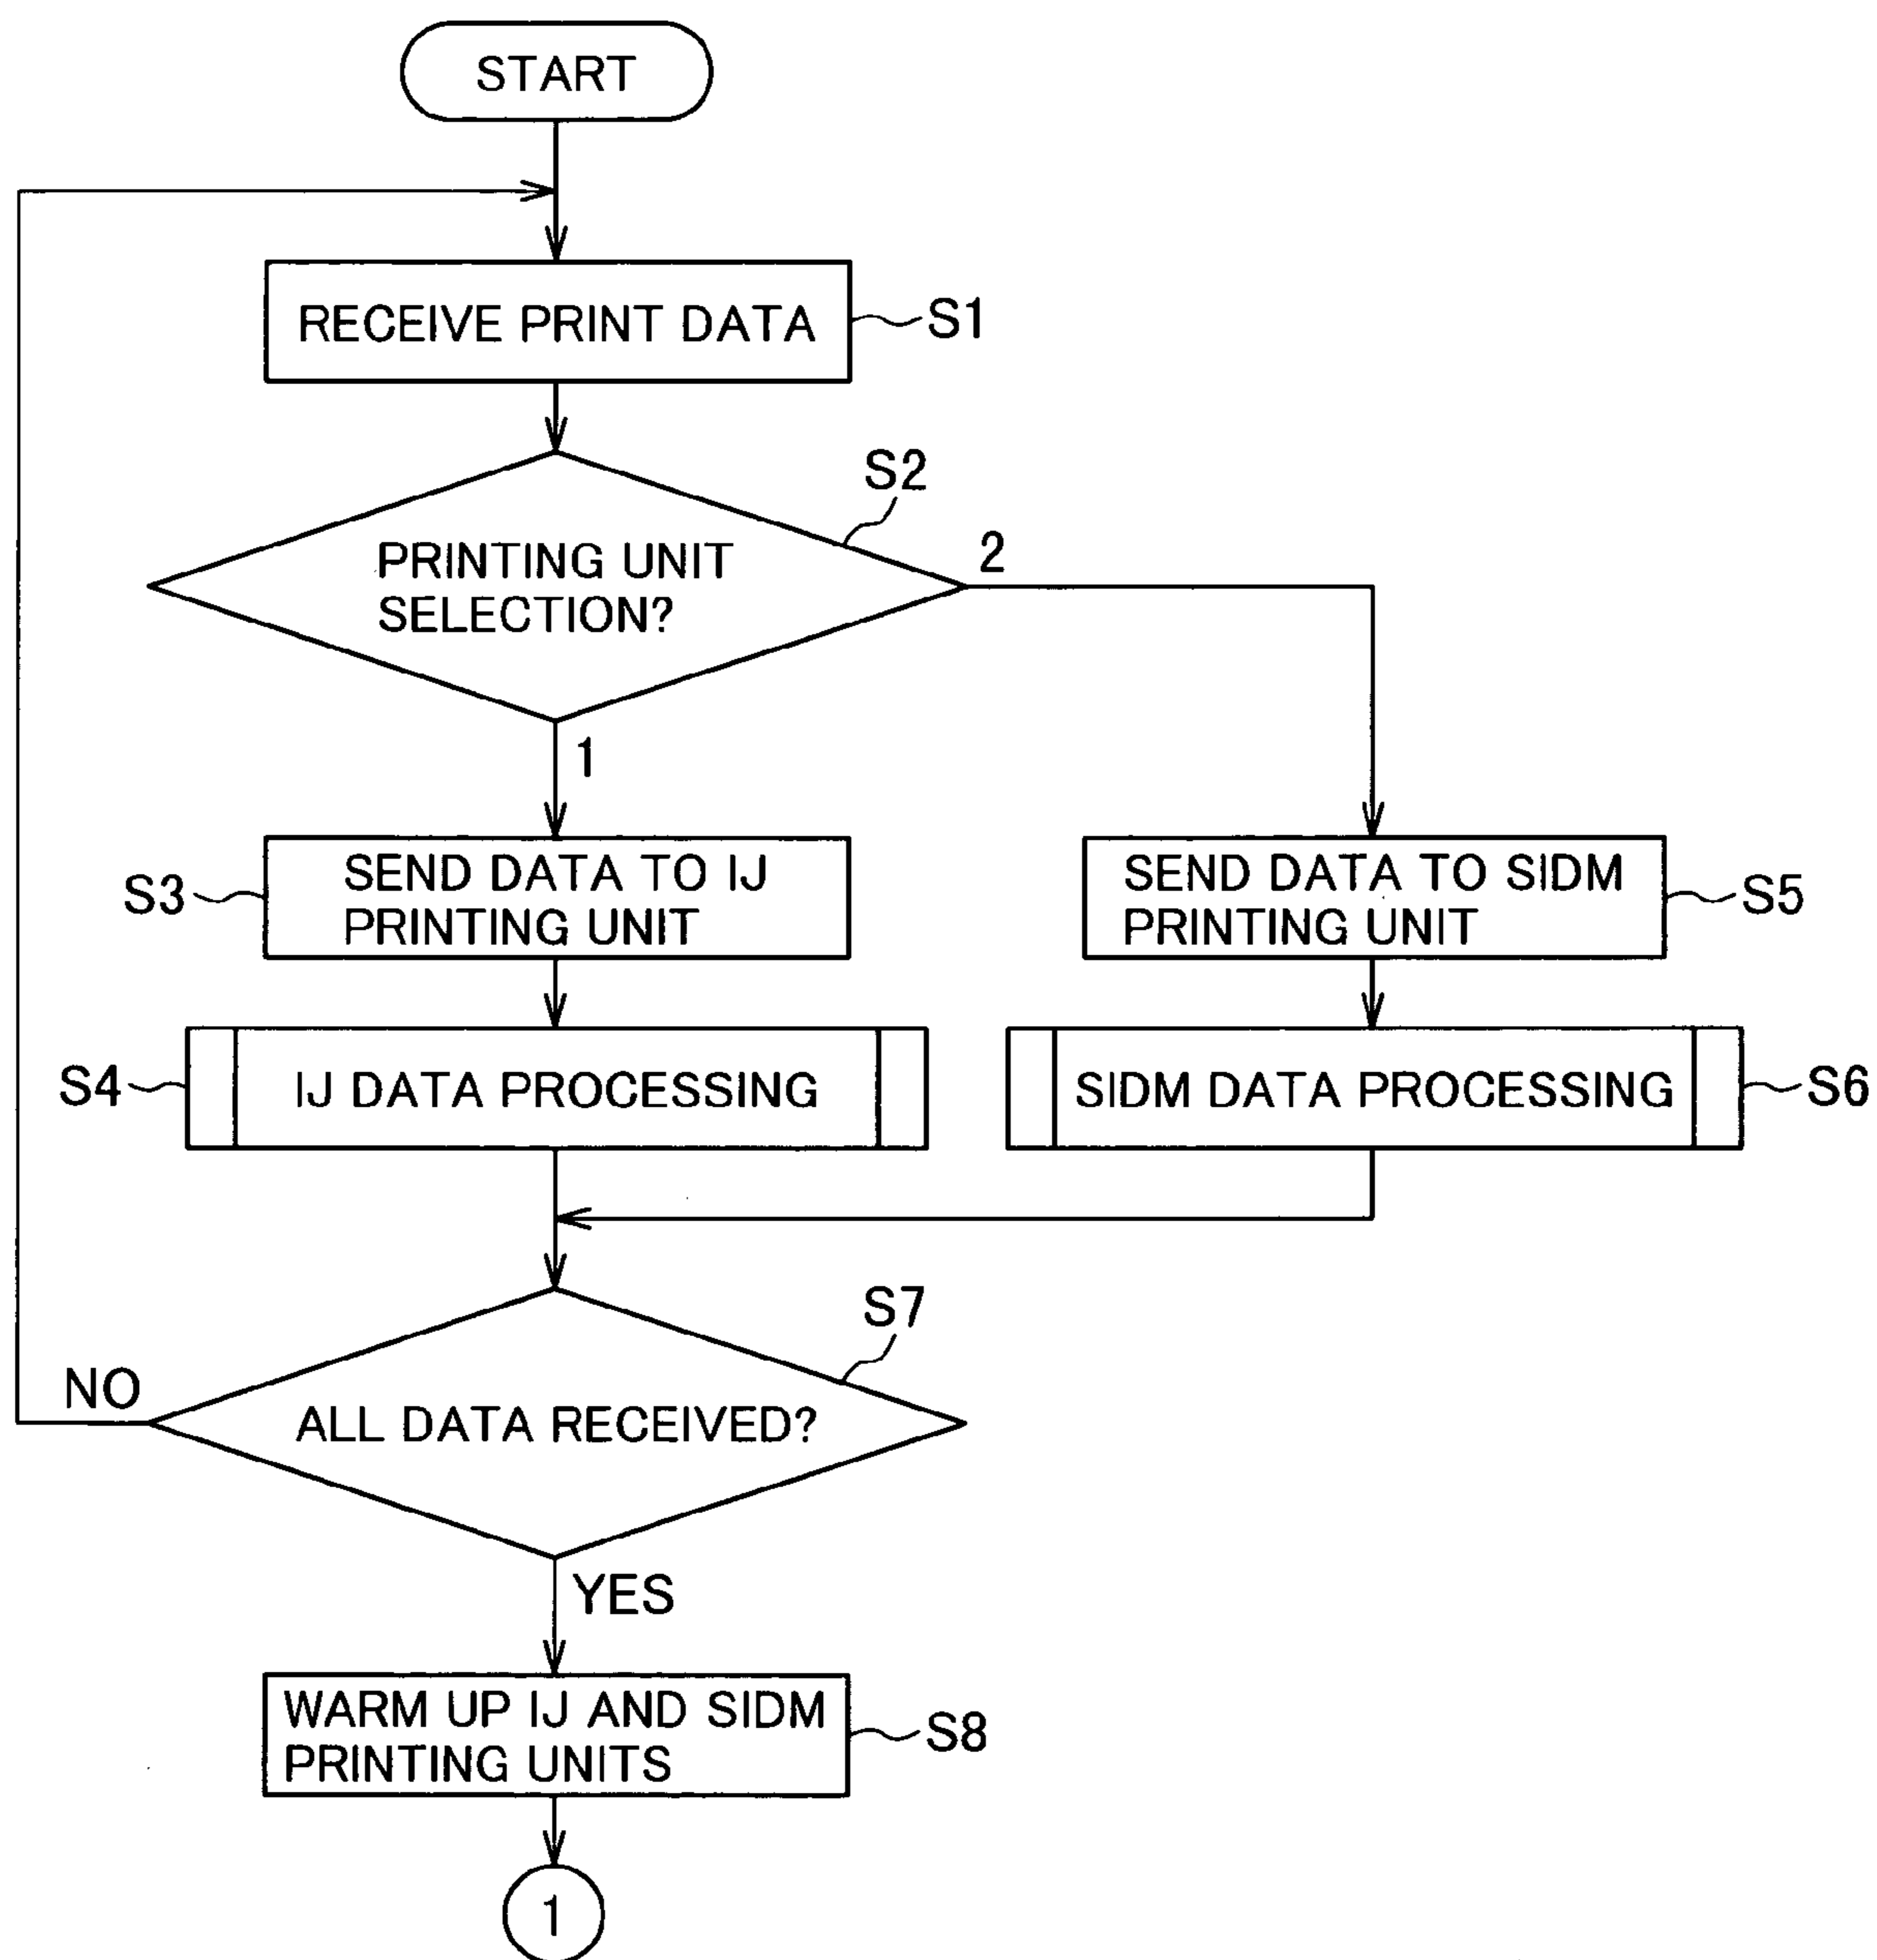 START
RECEIVE PRINT DATA
S1
S2
PRINTING UNIT
SELECTION?
2
1
S3
SEND DATA TO IJ
PRINTING UNIT
SEND DATA TO SIDM
PRINTING UNIT
S5
S4
IJ DATA PROCESSING
SIDM DATA PROCESSING
S6
S7
NO
ALL DATA RECEIVED?
YES
WARM UP IJ AND SIDM
PRINTING UNITS
S8
1